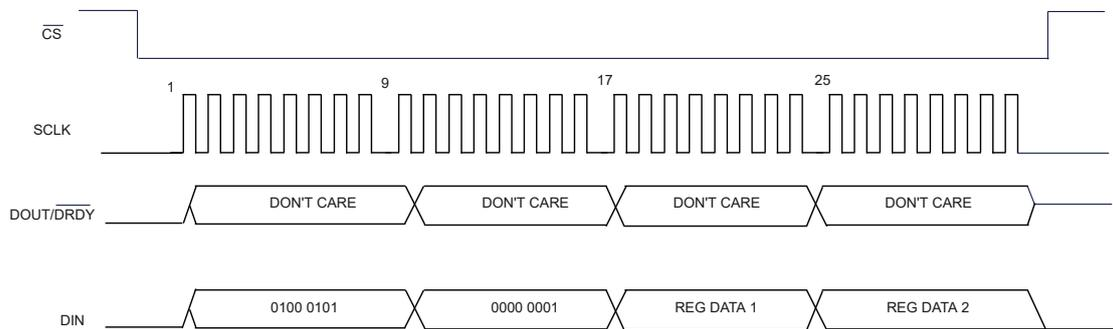 CS
1 9 17 25
SCLK
DOUT/DRDY DON'T CARE DON'T CARE DON'T CARE DON'T CARE
DIN 0100 0101 0000 0001 REG DATA 1 REG DATA 2